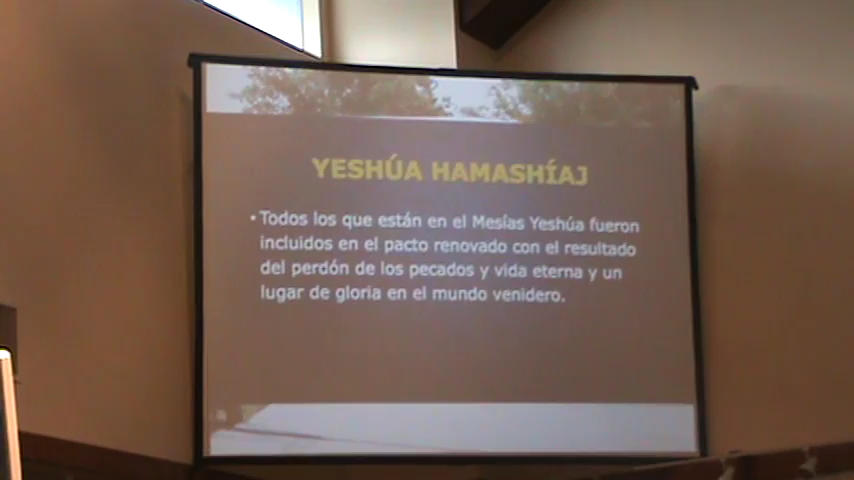 YESHÚA HAMASHÍAJ
• Todos los que están en el Mesías Yeshúa fueron
incluidos en el pacto renovado con el resultado
del perdón de los pecados y vida eterna y un
lugar de gloria en el mundo venidero.